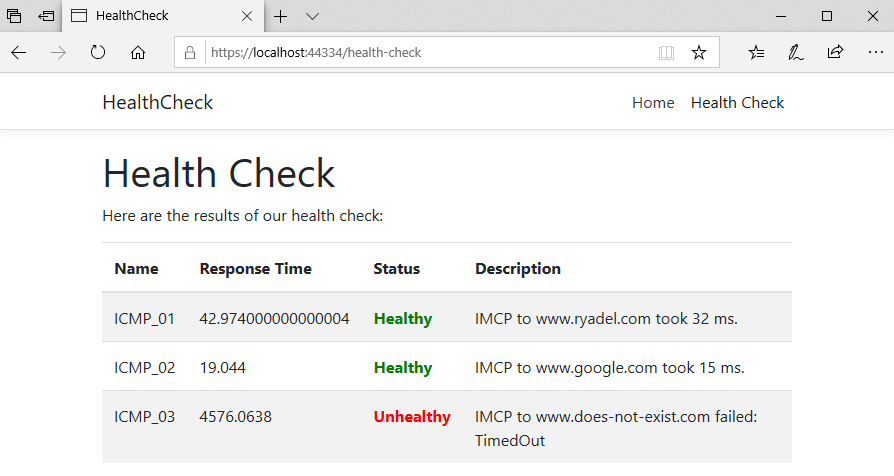 HealthCheck
https://localhost:44334/health-check
HealthCheck Home Health Check
Health Check
Here are the results of our health check:
Name Response Time Status Description
ICMP_01 42.974000000000004 Healthy IMCP to www.ryadel.com took 32 ms.
ICMP_02 19.044 Healthy IMCP to www.google.com took 15 ms.
ICMP_03 4576.0638 Unhealthy IMCP to www.does-not-exist.com failed:
TimedOut